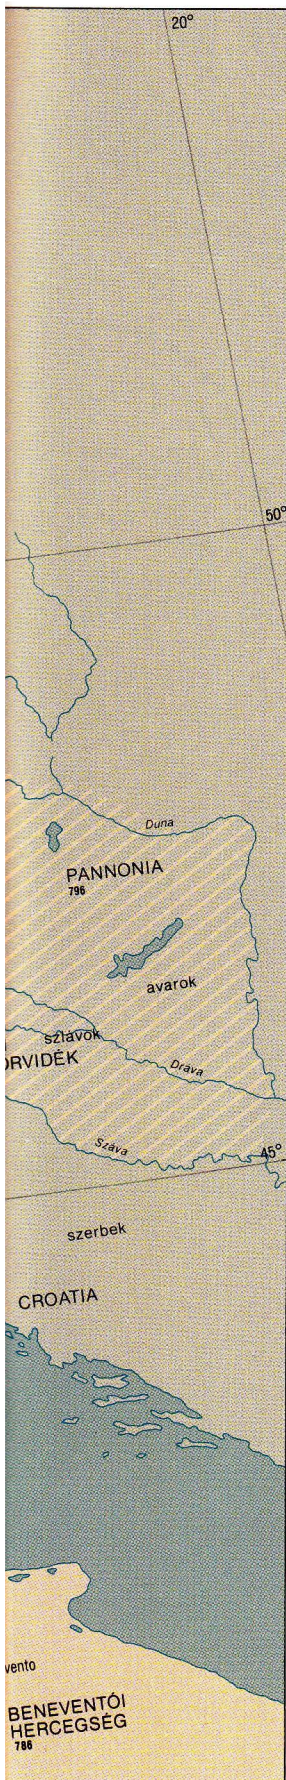 20°
50°
Duna
PANNONIA
796
avarok
szlávok
ORVIDÉK
Dráva
Száva
45°
szerbek
CROATIA
vento
BENEVENTÓI
HERCEGSÉG
786